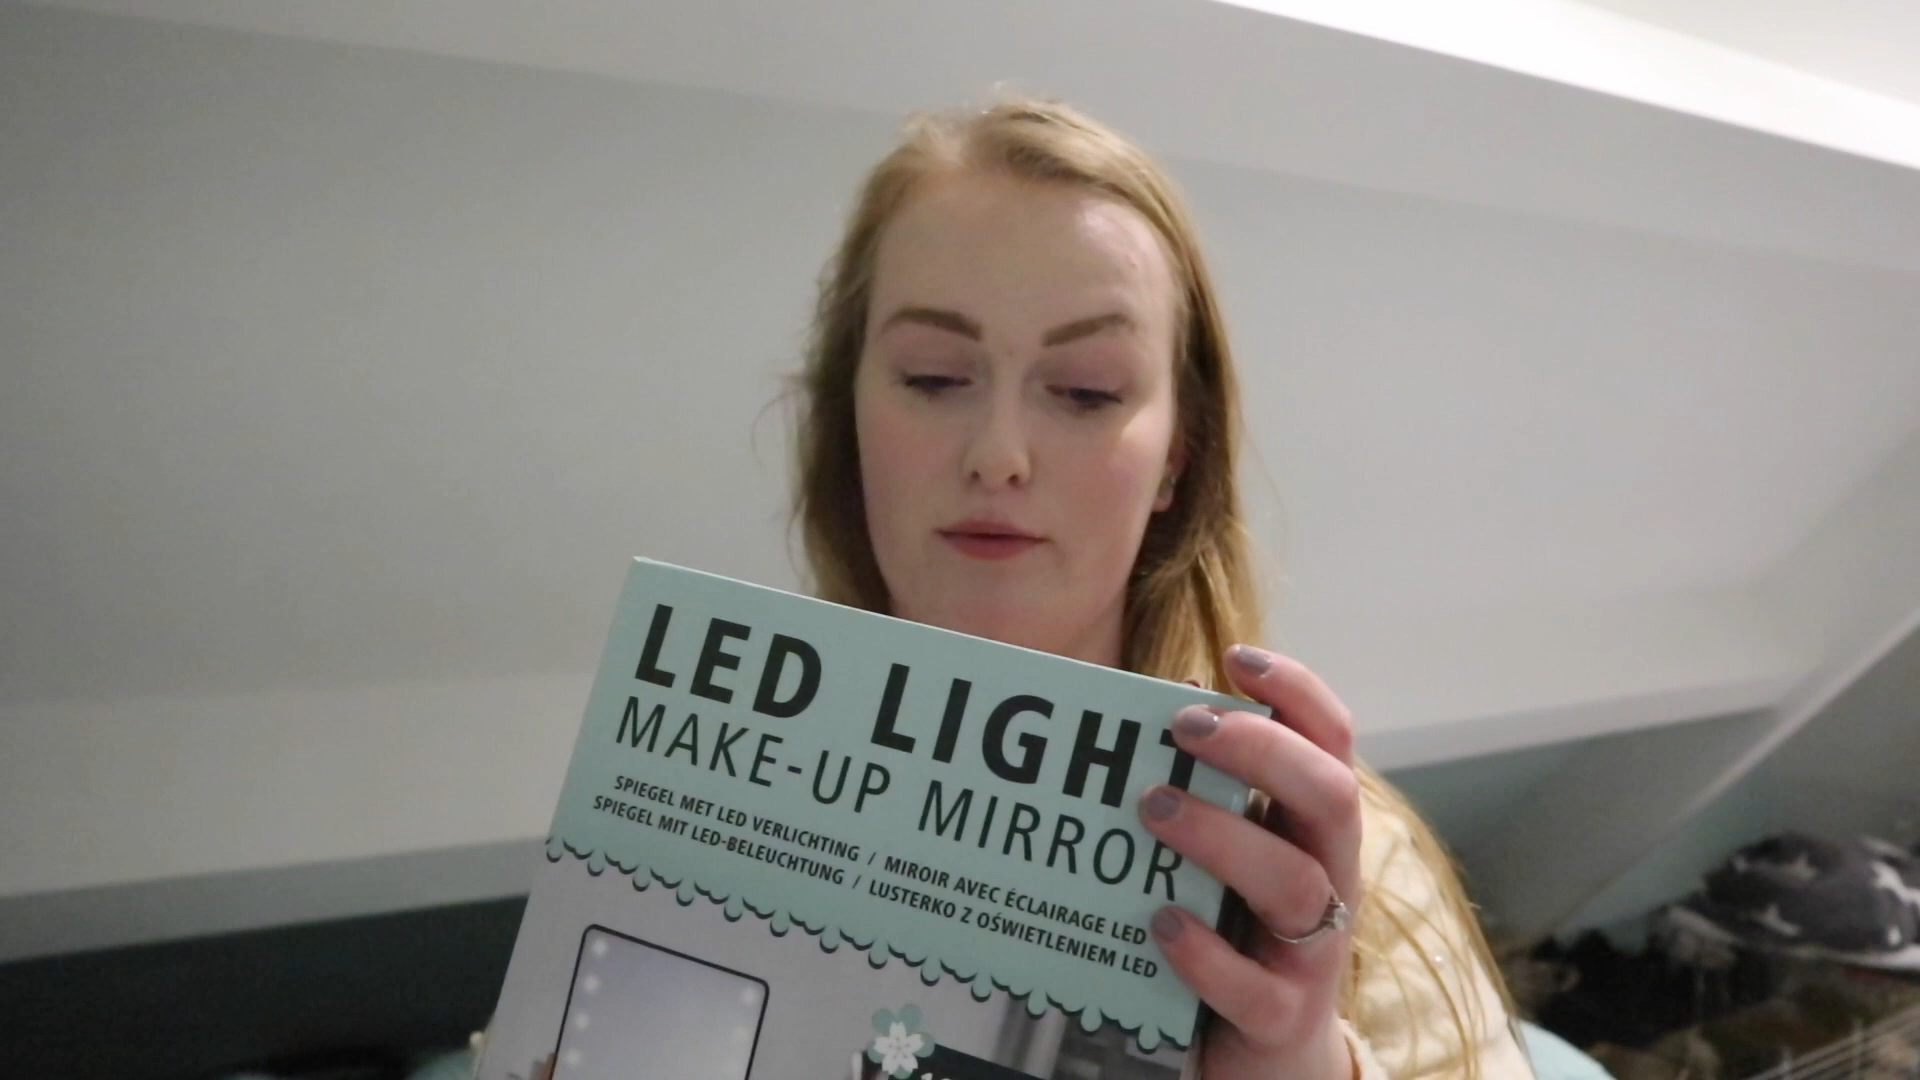 LED LIGHT
MAKE-UP MIRROR
SPIEGEL MET LED VERLICHTING / MIROIR AVEC ÉCLAIRAGE LED
SPIEGEL MIT LED-BELEUCHTUNG / LUSTERKO Z OŚWIETLENIEM LED